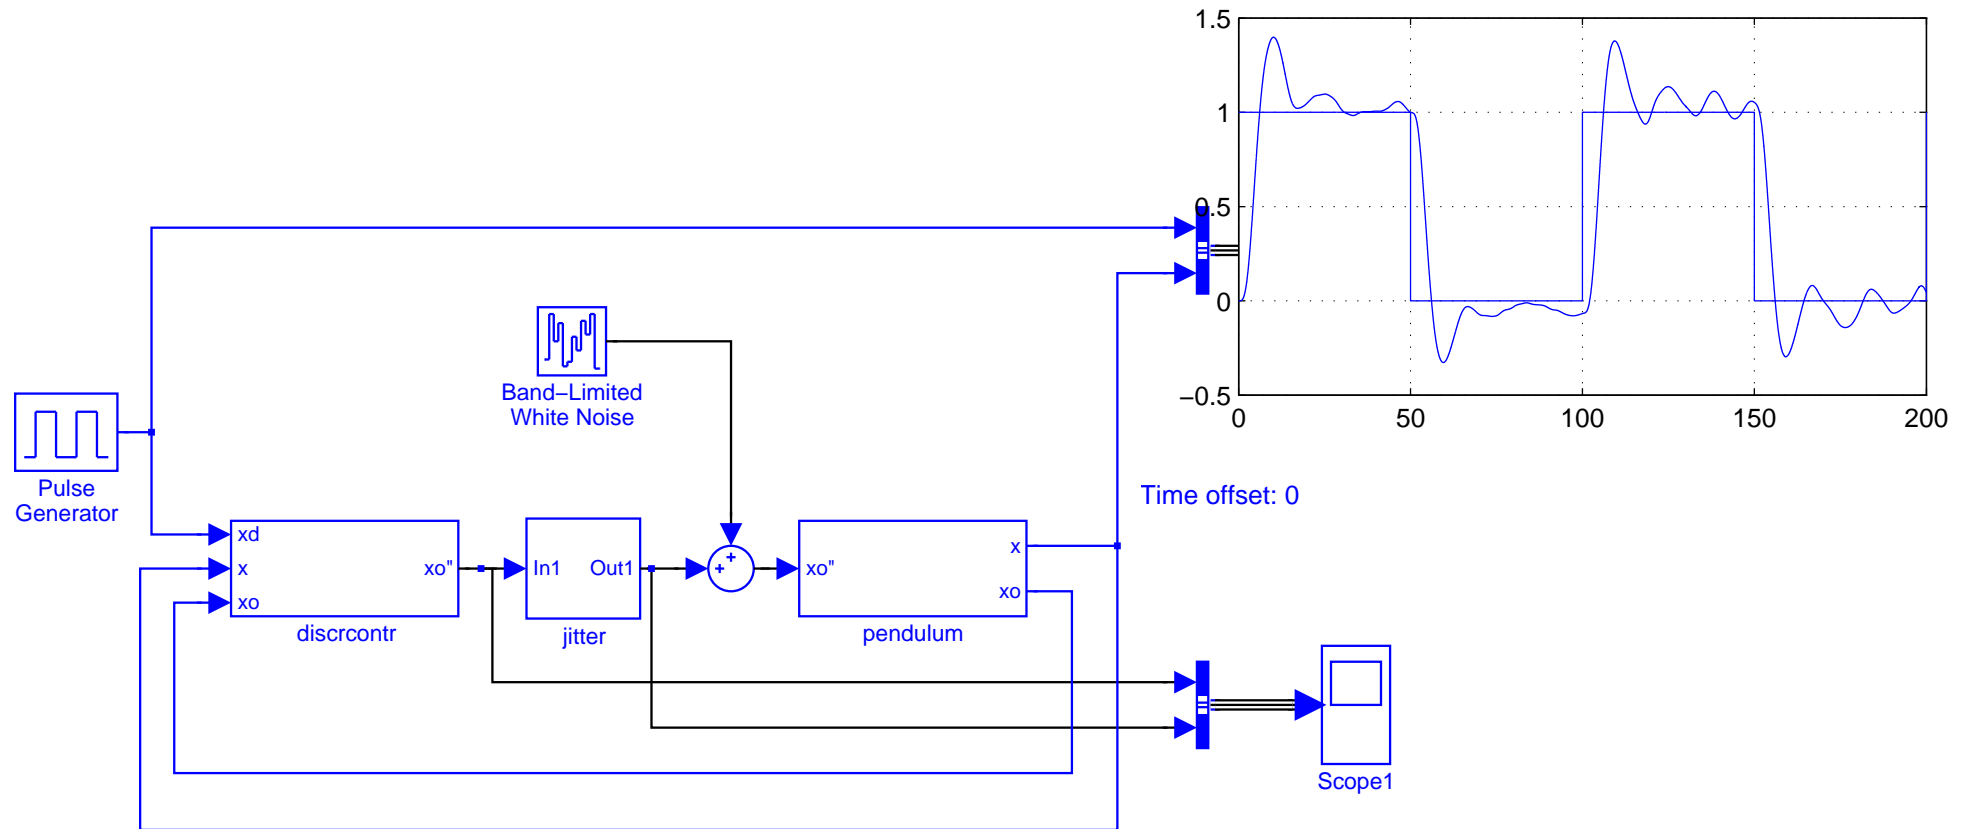 1.5
1
0.5
0
−0.5
0
50
100
150
200
Time offset: 0
Band−Limited
White Noise
Pulse
Generator
xd
x
xo
xo"
discrcontr
In1
Out1
jitter
+
+
xo"
x
xo
pendulum
Scope1